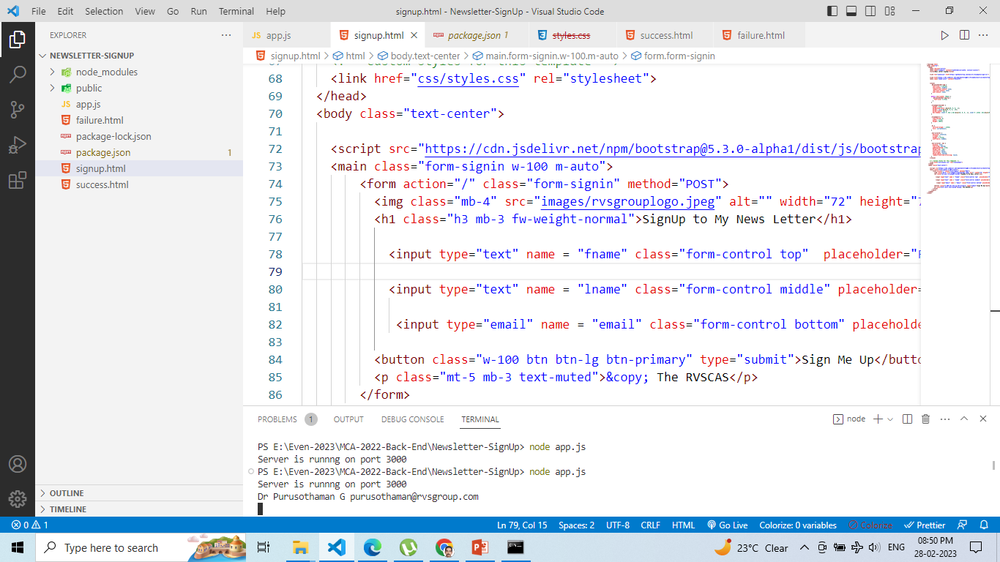 File Edit Selection View Go Run Terminal Help signup.html - Newsletter-SignUp - Visual Studio Code
EXPLORER
NEWSLETTER-SIGNUP
node_modules
public
JS app.js
failure.html
package-lock.json
package.json 1
signup.html
success.html
OUTLINE
TIMELINE
JS app.js signup.html package.json 1 styles.css success.html failure.html
signup.html > html > body.text-center > main.form-signin.w-100.m-auto > form.form-signin
68 <link href="css/styles.css" rel="stylesheet">
69 </head>
70 <body class="text-center">
71
72 <script src="https://cdn.jsdelivr.net/npm/bootstrap@5.3.0-alpha1/dist/js/bootstrap
73 <main class="form-signin w-100 m-auto">
74 <form action="/" class="form-signin" method="POST">
75 <img class="mb-4" src="images/rvsgrouplogo.jpeg" alt="" width="72" height="7
76 <h1 class="h3 mb-3 fw-weight-normal">SignUp to My News Letter</h1>
77
78 <input type="text" name = "fname" class="form-control top"  placeholder="F
79
80 <input type="text" name = "lname" class="form-control middle" placeholder=
81
82 <input type="email" name = "email" class="form-control bottom" placeholde
83
84 <button class="w-100 btn btn-lg btn-primary" type="submit">Sign Me Up</butto
85 <p class="mt-5 mb-3 text-muted">&copy; The RVSCAS</p>
86 </form>
PROBLEMS 1 OUTPUT DEBUG CONSOLE TERMINAL node
PS E:\Even-2023\MCA-2022-Back-End\Newsletter-SignUp> node app.js
Server is runnng on port 3000
PS E:\Even-2023\MCA-2022-Back-End\Newsletter-SignUp> node app.js
Server is runnng on port 3000
Dr Purusothaman G purusothaman@rvsgroup.com
0 1 Ln 79, Col 15 Spaces: 2 UTF-8 CRLF HTML Go Live Colorize: 0 variables Colorize Prettier
Type here to search 23°C Clear ENG 08:50 PM
28-02-2023